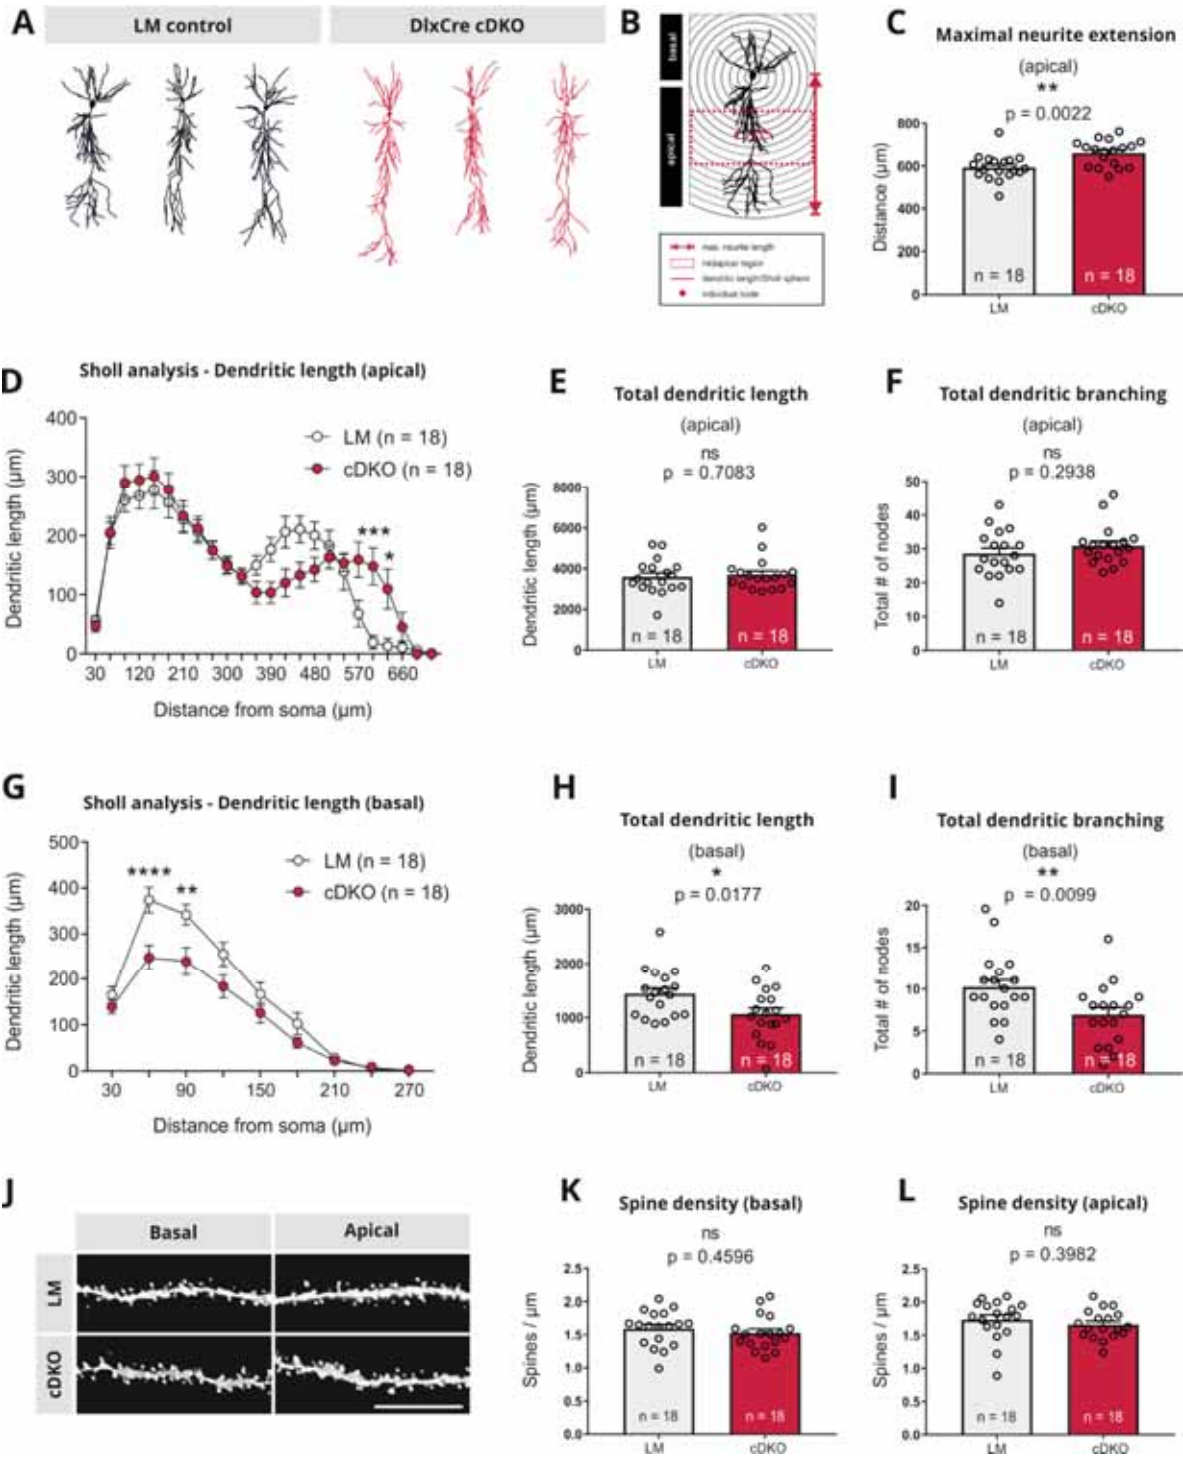 A
LM control
DlxCre cDKO
B
basal
apical
max. neurite length
dendritic length/Sholl sphere
individual node
C
Maximal neurite extension
(apical)
**
p = 0.0022
Distance (μm)
800
600
400
200
0
n = 18
n = 18
LM
cDKO
D
Sholl analysis - Dendritic length (apical)
Dendritic length (μm)
400
300
200
100
0
LM (n = 18)
cDKO (n = 18)
***
*
30 120 210 300 390 480 570 660
Distance from soma (μm)
E
Total dendritic length
(apical)
ns
p = 0.7083
Dendritic length (μm)
8000
6000
4000
2000
0
n = 18
n = 18
LM
cDKO
F
Total dendritic branching
(apical)
ns
p = 0.2938
Total # of nodes
50
40
30
20
10
0
n = 18
n = 18
LM
cDKO
G
Sholl analysis - Dendritic length (basal)
Dendritic length (μm)
500
400
300
200
100
0
LM (n = 18)
cDKO (n = 18)
****
**
30 90 150 210 270
Distance from soma (μm)
H
Total dendritic length
(basal)
*
p = 0.0177
Dendritic length (μm)
3000
2000
1000
0
n = 18
n = 18
LM
cDKO
I
Total dendritic branching
(basal)
**
p = 0.0099
Total # of nodes
20
15
10
5
0
n = 18
n = 18
LM
cDKO
J
Basal
Apical
LM
cDKO
K
Spine density (basal)
ns
p = 0.4596
Spines / μm
2.5
2.0
1.5
1.0
0.5
0.0
n = 18
n = 18
LM
cDKO
L
Spine density (apical)
ns
p = 0.3982
Spines / μm
2.5
2.0
1.5
1.0
0.5
0.0
n = 18
n = 18
LM
cDKO